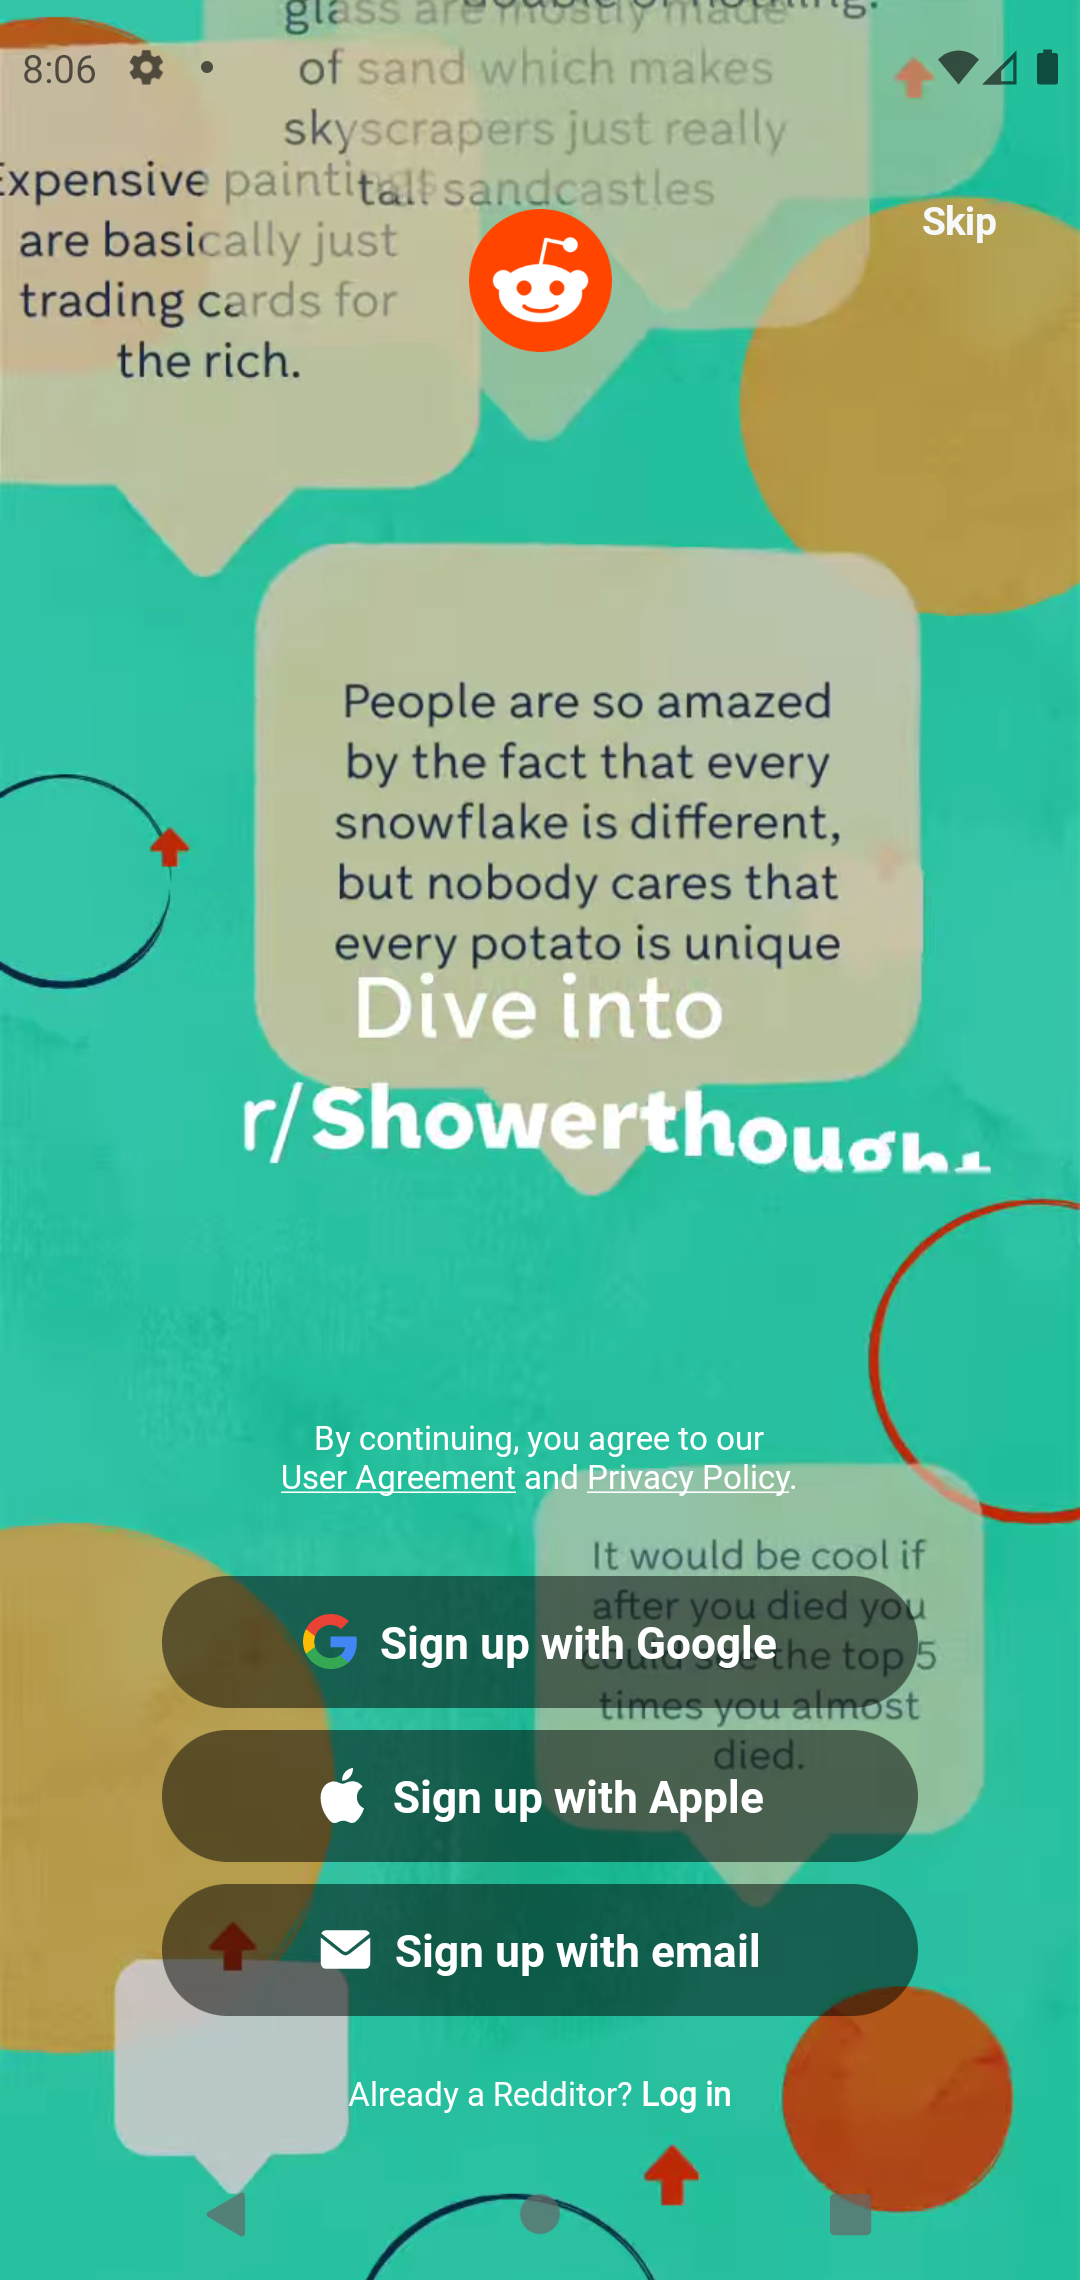 glass are mostly made
of sand which makes
skyscrapers just really
tall sandcastles
8:06
Expensive paintings
are basically just
trading cards for
the rich.
Skip
People are so amazed
by the fact that every
snowflake is different,
but nobody cares that
every potato is unique
Dive into
r/Showerthought
By continuing, you agree to our
User Agreement and Privacy Policy.
It would be cool if
after you died you
could see the top 5
times you almost
died.
Sign up with Google
Sign up with Apple
Sign up with email
Already a Redditor? Log in